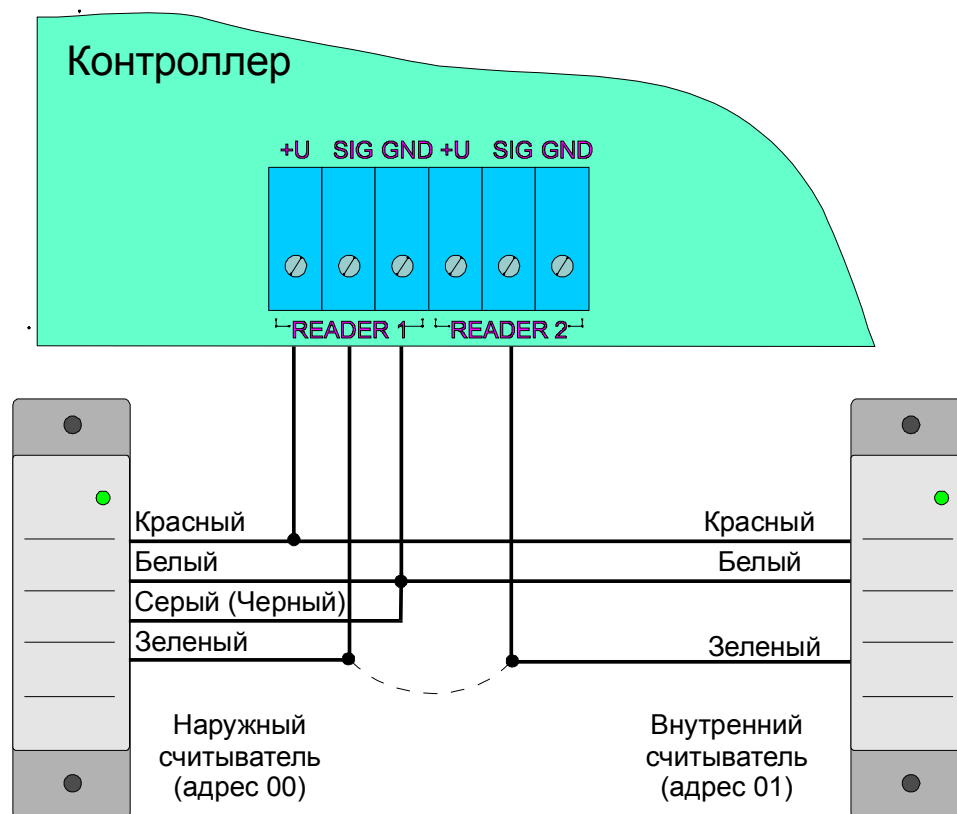 Контроллер
+U SIG GND +U SIG GND
READER 1 READER 2
Красный Красный
Белый Белый
Серый (Черный)
Зеленый Зеленый
Наружный
считыватель
(адрес 00)
Внутренний
считыватель
(адрес 01)